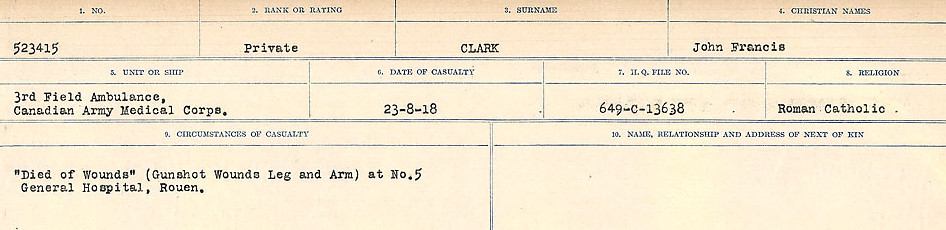 1. NO. 2. RANK OR RATING 3. SURNAME 4. CHRISTIAN NAMES
523415 Private CLARK John Francis
5. UNIT OR SHIP 6. DATE OF CASUALTY 7. H.Q. FILE NO. 8. RELIGION
3rd Field Ambulance,
Canadian Army Medical Corps. 23-8-18 649-C-13638 Roman Catholic .
9. CIRCUMSTANCES OF CASUALTY 10. NAME, RELATIONSHIP AND ADDRESS OF NEXT OF KIN
"Died of Wounds" (Gunshot Wounds Leg and Arm) at No.5
General Hospital, Rouen.